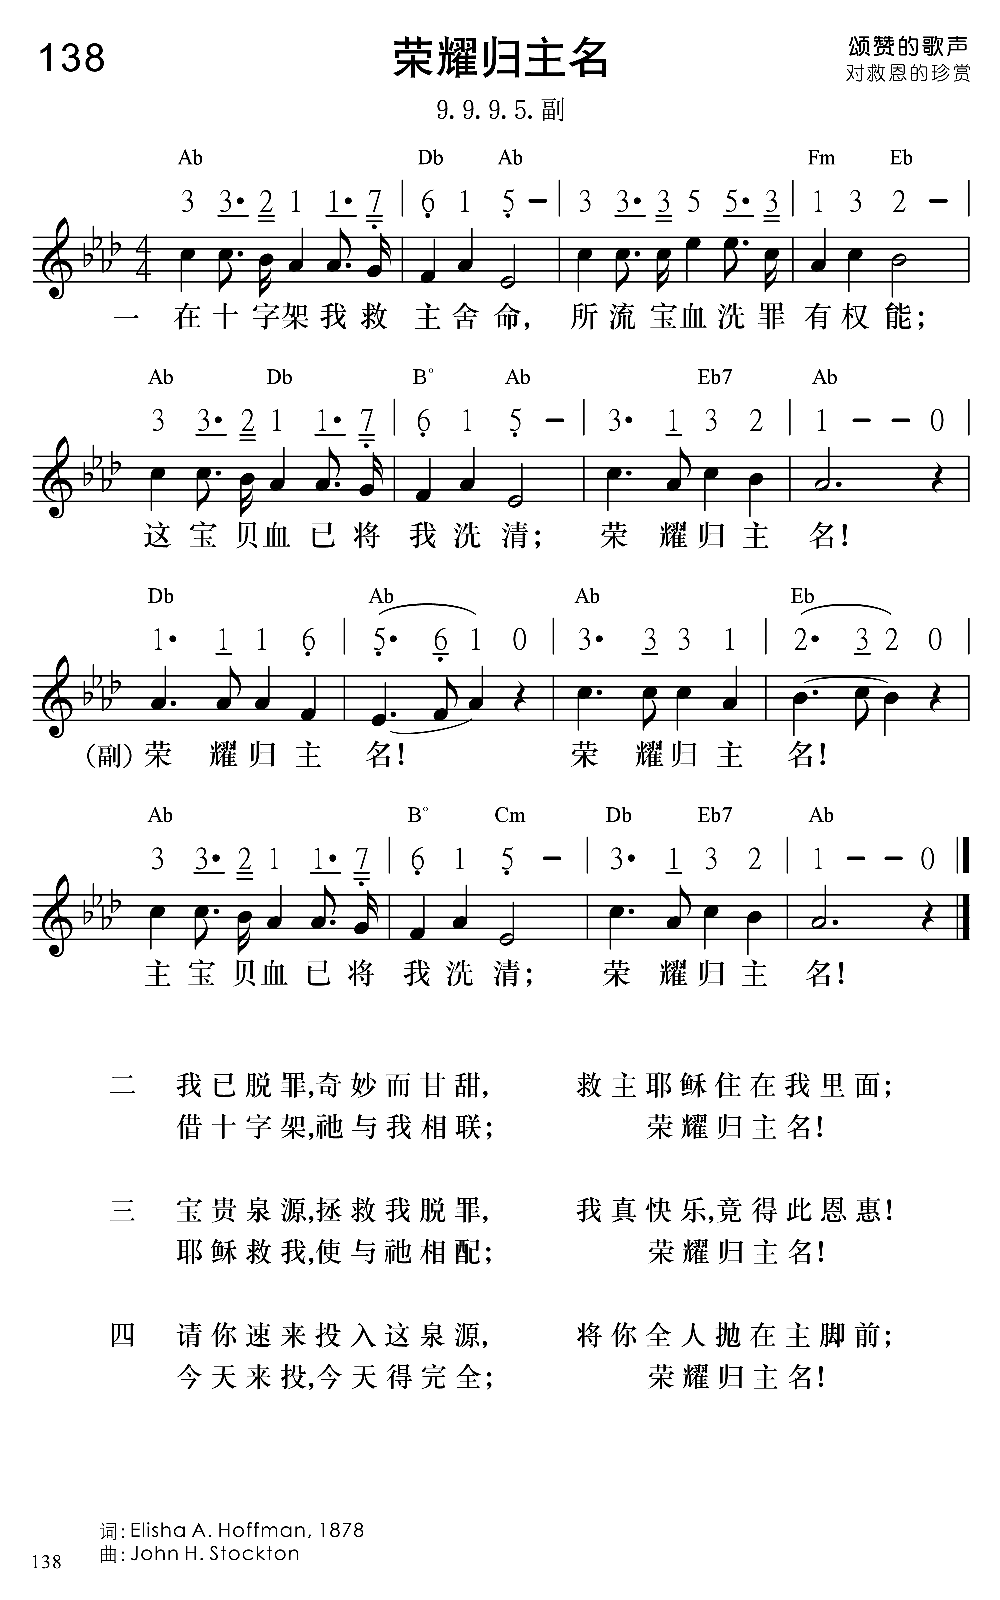 138
荣耀归主名
颂赞的歌声
对救恩的珍赏
9.9.9.5.副
Ab Db Ab Fm Eb
3 3• 2 1 1• 7 | 6 1 5 – | 3 3• 3 5 5• 3 | 1 3 2 – |
一 在十字架我救主舍命, 所流宝血洗罪有权能;
Ab Db B° Ab Eb7 Ab
3 3• 2 1 1• 7 | 6 1 5 – | 3• 1 3 2 | 1 – – 0 |
这宝贝血已将我洗清; 荣耀归主名!
Db Ab Ab Eb
1• 1 1 6 | 5• 6 1 0 | 3• 3 3 1 | 2• 3 2 0 |
(副) 荣耀归主名! 荣耀归主名!
Ab B° Cm Db Eb7 Ab
3 3• 2 1 1• 7 | 6 1 5 – | 3• 1 3 2 | 1 – – 0
主宝贝血已将我洗清; 荣耀归主名!
二 我已脱罪,奇妙而甘甜, 救主耶稣住在我里面;
借十字架,祂与我相联; 荣耀归主名!
三 宝贵泉源,拯救我脱罪, 我真快乐,竟得此恩惠!
耶稣救我,使与祂相配; 荣耀归主名!
四 请你速来投入这泉源, 将你全人抛在主脚前;
今天来投,今天得完全; 荣耀归主名!
词: Elisha A. Hoffman, 1878
曲: John H. Stockton
138